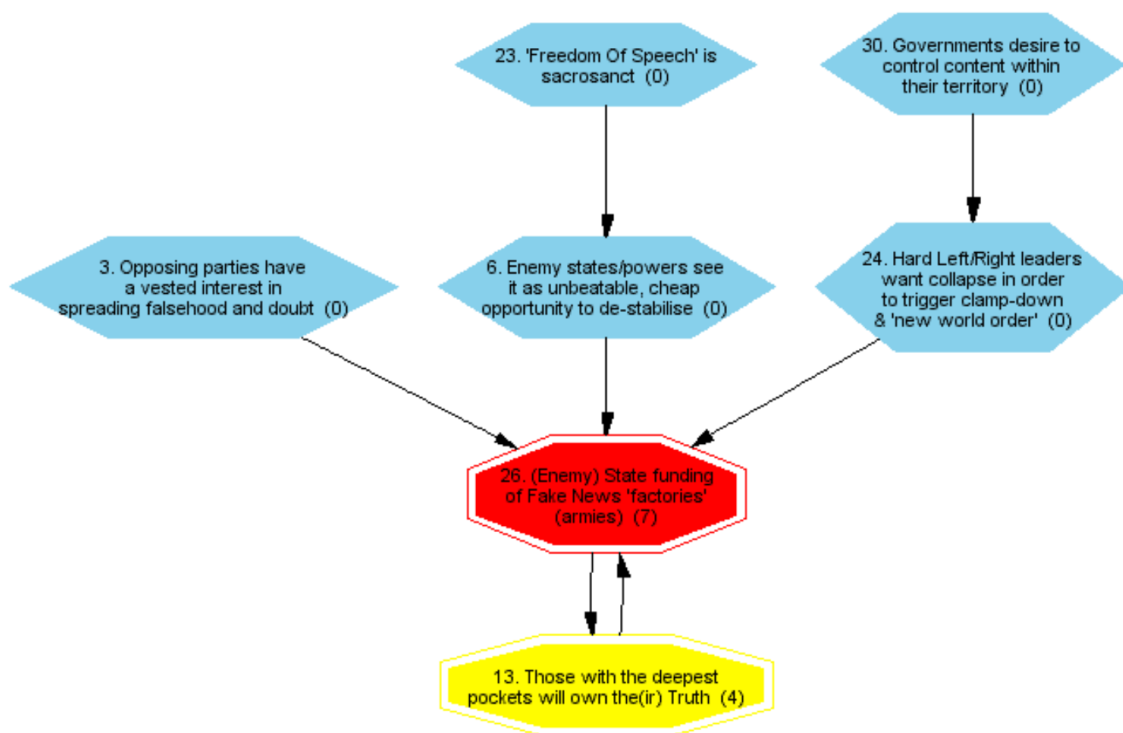 23. 'Freedom Of Speech' is
sacrosanct (0)
30. Governments desire to
control content within
their territory (0)
3. Opposing parties have
a vested interest in
spreading falsehood and doubt (0)
6. Enemy states/powers see
it as unbeatable, cheap
opportunity to de-stabilise (0)
24. Hard Left/Right leaders
want collapse in order
to trigger clamp-down
& 'new world order' (0)
26. (Enemy) State funding
of Fake News 'factories'
(armies) (7)
13. Those with the deepest
pockets will own the(ir) Truth (4)